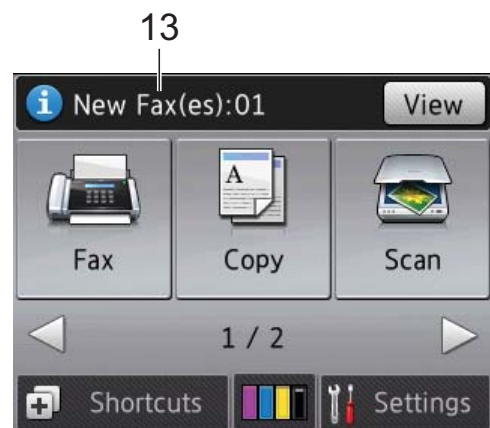 13
New Fax(es):01 View
Fax Copy Scan
1 / 2
Shortcuts Settings